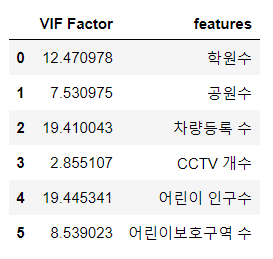 VIF Factor features
0 12.470978 학원수
1 7.530975 공원수
2 19.410043 차량등록 수
3 2.855107 CCTV 개수
4 19.445341 어린이 인구수
5 8.539023 어린이보호구역 수